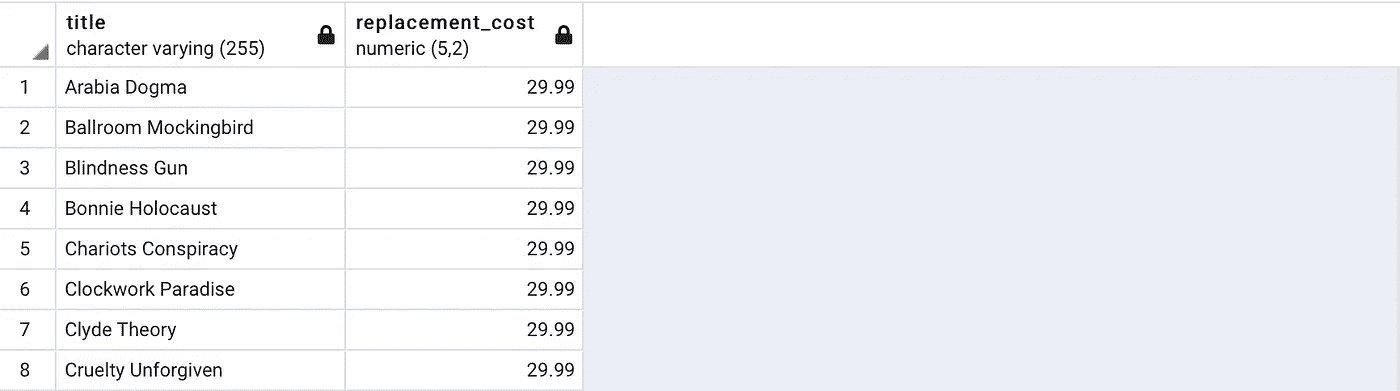 title replacement_cost
character varying (255) numeric (5,2)
1 Arabia Dogma 29.99
2 Ballroom Mockingbird 29.99
3 Blindness Gun 29.99
4 Bonnie Holocaust 29.99
5 Chariots Conspiracy 29.99
6 Clockwork Paradise 29.99
7 Clyde Theory 29.99
8 Cruelty Unforgiven 29.99